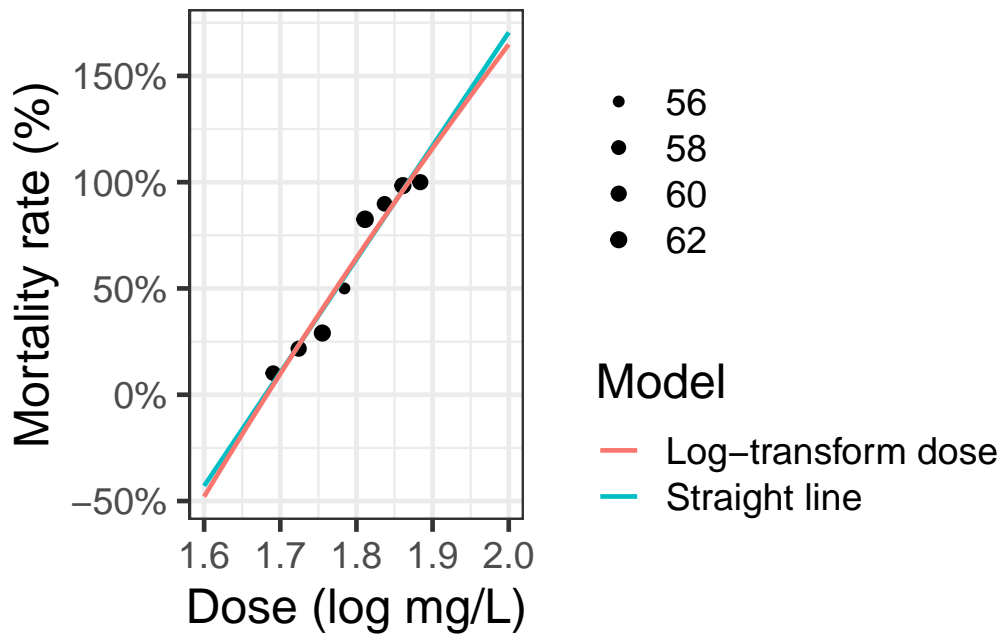 Mortality rate (%)
150%
100%
50%
0%
−50%
1.6 1.7 1.8 1.9 2.0
Dose (log mg/L)
56
58
60
62
Model
Log−transform dose
Straight line